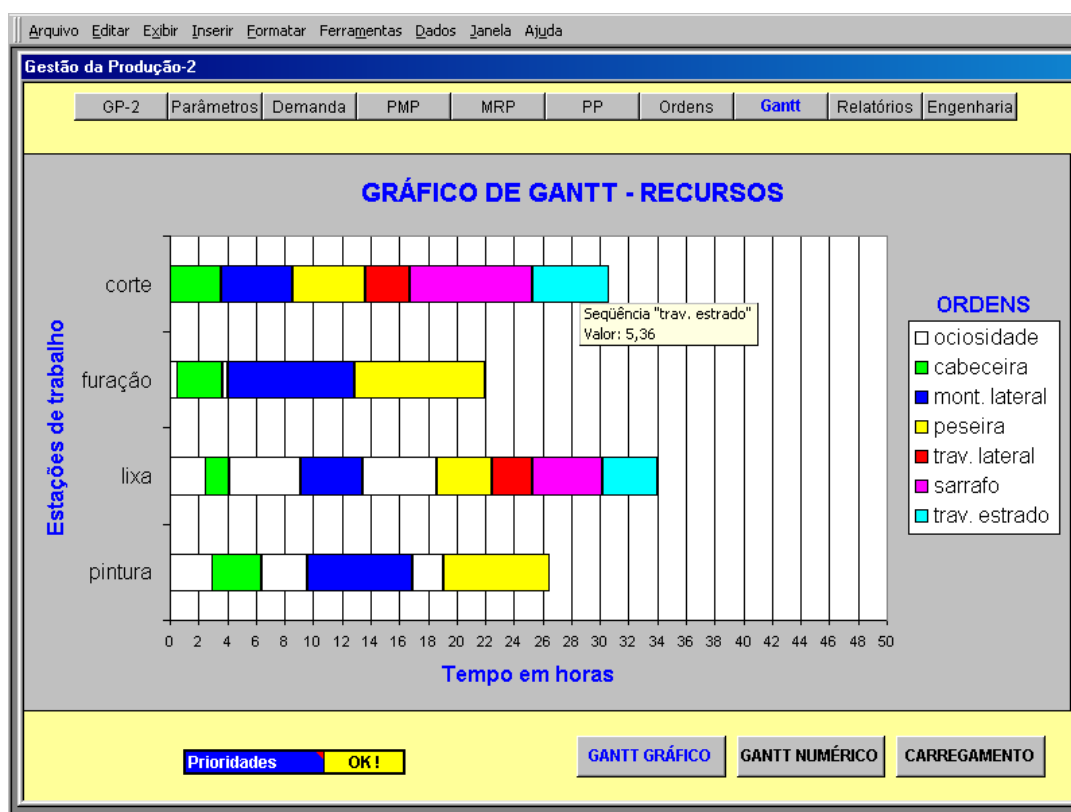 Arquivo Editar Exibir Inserir Formatar Ferramentas Dados Janela Ajuda
Gestão da Produção-2
GP-2 Parâmetros Demanda PMP MRP PP Ordens Gantt Relatórios Engenharia
GRÁFICO DE GANTT - RECURSOS
Estações de trabalho
corte
furação
lixa
pintura
Seqüência "trav. estrado"
Valor: 5,36
ORDENS
ociosidade
cabeceira
mont. lateral
peseira
trav. lateral
sarrafo
trav. estrado
0 2 4 6 8 10 12 14 16 18 20 22 24 26 28 30 32 34 36 38 40 42 44 46 48 50
Tempo em horas
Prioridades OK !
GANTT GRÁFICO GANTT NUMÉRICO CARREGAMENTO